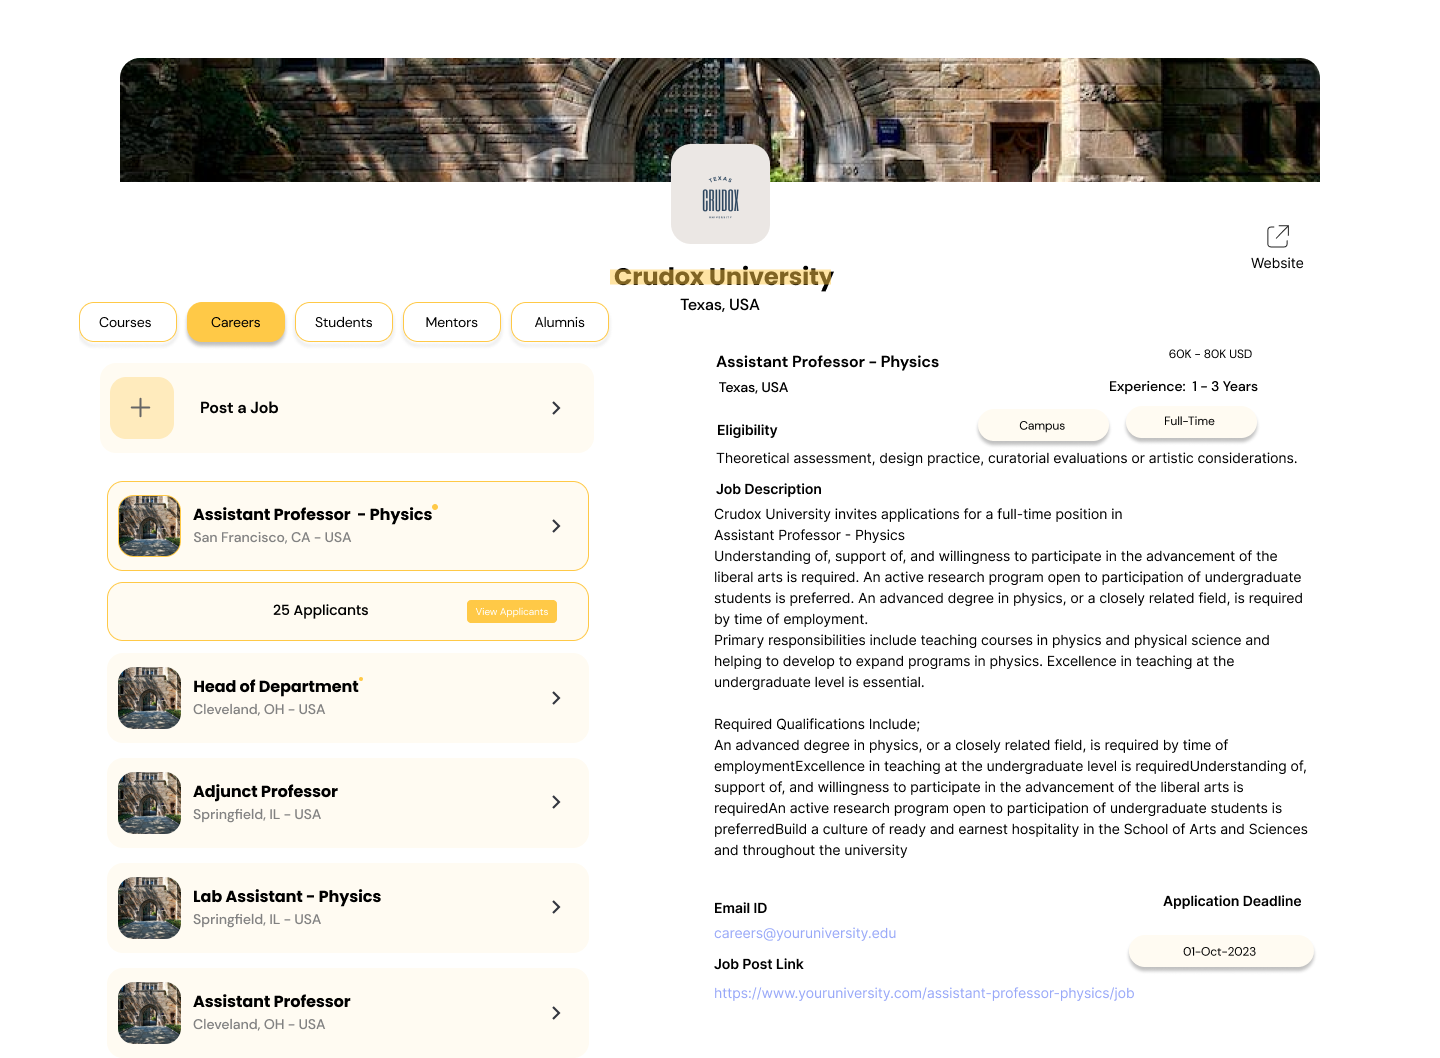 100
TEXAS
CRUDOX
UNIVERSITY
Website
Crudox University
Texas, USA
Courses
Careers
Students
Mentors
Alumnis
Post a Job
Assistant Professor - Physics
San Francisco, CA - USA
25 Applicants
View Applicants
Head of Department
Cleveland, OH - USA
Adjunct Professor
Springfield, IL - USA
Lab Assistant - Physics
Springfield, IL - USA
Assistant Professor
Cleveland, OH - USA
Assistant Professor - Physics
60K - 80K USD
Texas, USA
Experience: 1 - 3 Years
Eligibility
Campus
Full-Time
Theoretical assessment, design practice, curatorial evaluations or artistic considerations.
Job Description
Crudox University invites applications for a full-time position in
Assistant Professor - Physics
Understanding of, support of, and willingness to participate in the advancement of the
liberal arts is required. An active research program open to participation of undergraduate
students is preferred. An advanced degree in physics, or a closely related field, is required
by time of employment.
Primary responsibilities include teaching courses in physics and physical science and
helping to develop to expand programs in physics. Excellence in teaching at the
undergraduate level is essential.
Required Qualifications Include;
An advanced degree in physics, or a closely related field, is required by time of
employmentExcellence in teaching at the undergraduate level is requiredUnderstanding of,
support of, and willingness to participate in the advancement of the liberal arts is
requiredAn active research program open to participation of undergraduate students is
preferredBuild a culture of ready and earnest hospitality in the School of Arts and Sciences
and throughout the university
Email ID
Application Deadline
careers@youruniversity.edu
01-Oct-2023
Job Post Link
https://www.youruniversity.com/assistant-professor-physics/job